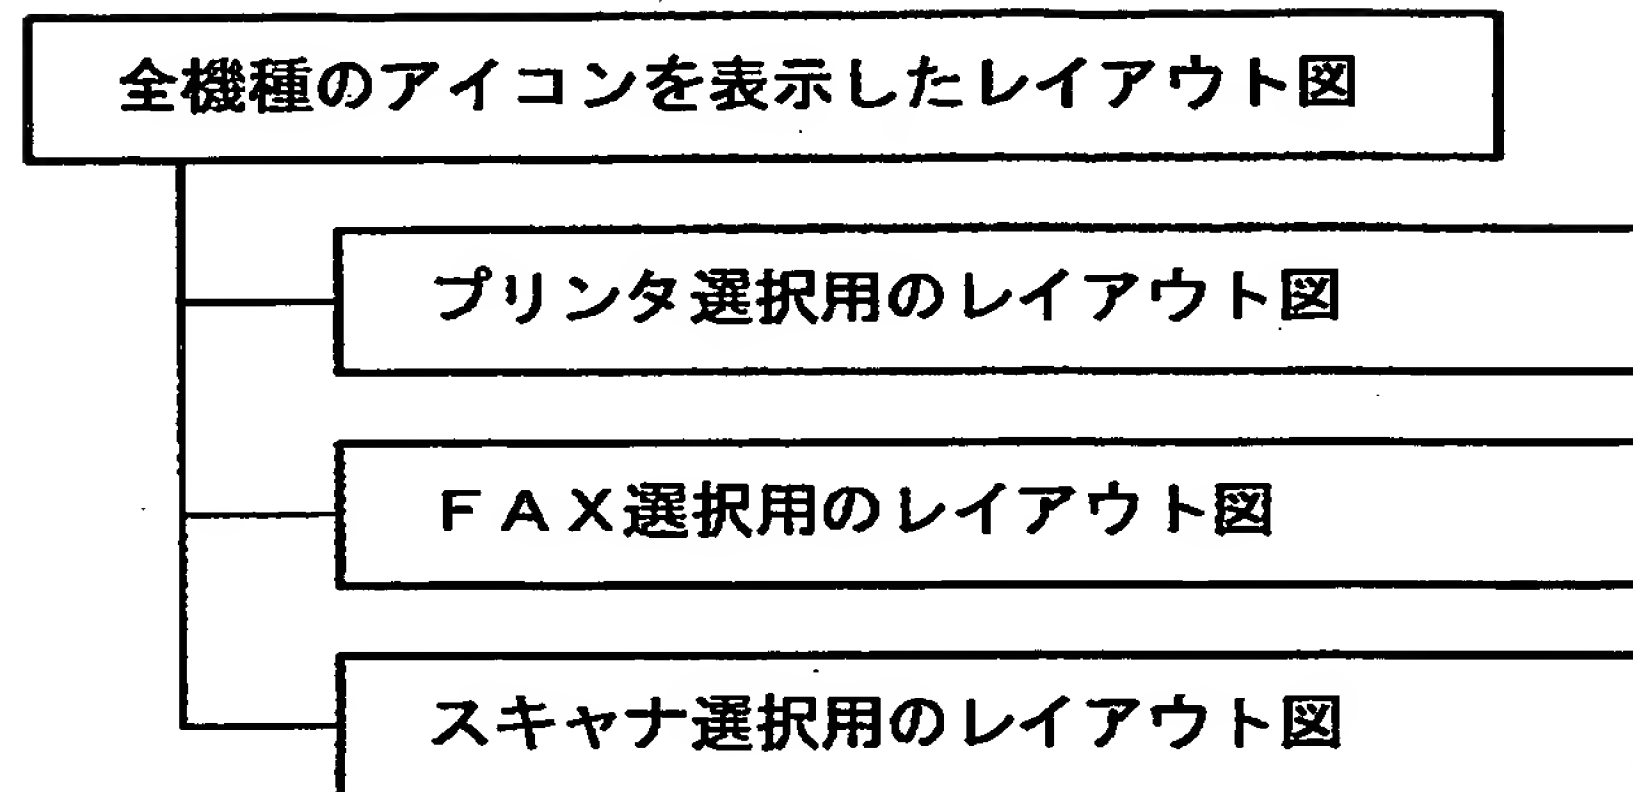 全機種のアイコンを表示したレイアウト図
プリンタ選択用のレイアウト図
ＦＡＸ選択用のレイアウト図
スキャナ選択用のレイアウト図